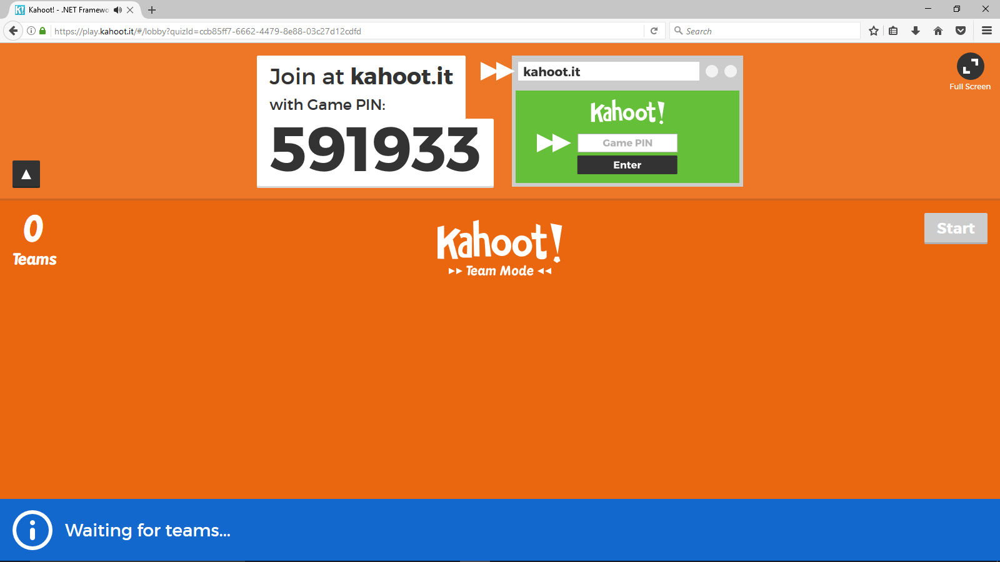 Kahoot! - .NET Framewo
https://play.kahoot.it/#/lobby?quizId=ccb85ff7-6662-4479-8e88-03c27d12cdfd
Search
Join at kahoot.it
with Game PIN:
591933
kahoot.it
Kahoot!
Game PIN
Enter
Full Screen
0
Teams
Kahoot!
Team Mode
Start
Waiting for teams...